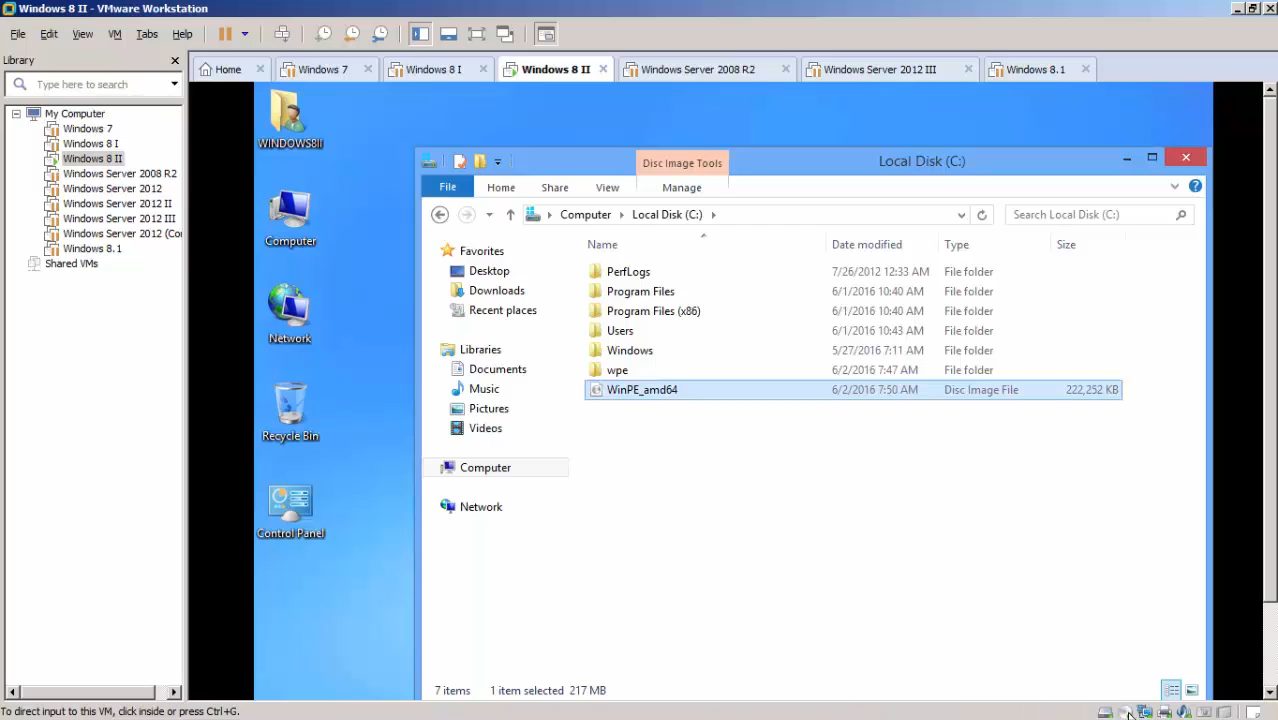 Windows 8 II - VMware Workstation
File Edit View VM Tabs Help
Library
Type here to search
My Computer
Windows 7
Windows 8 I
Windows 8 II
Windows Server 2008 R2
Windows Server 2012
Windows Server 2012 II
Windows Server 2012 III
Windows Server 2012 (Co
Windows 8.1
Shared VMs
Home Windows 7 Windows 8 I Windows 8 II Windows Server 2008 R2 Windows Server 2012 III Windows 8.1
WINDOWS8II
Computer
Network
Recycle Bin
Control Panel
Disc Image Tools Local Disk (C:)
File Home Share View Manage
Computer Local Disk (C:) Search Local Disk (C:)
Favorites
Desktop
Downloads
Recent places
Libraries
Documents
Music
Pictures
Videos
Computer
Network
Name Date modified Type Size
PerfLogs 7/26/2012 12:33 AM File folder
Program Files 6/1/2016 10:40 AM File folder
Program Files (x86) 6/1/2016 10:40 AM File folder
Users 6/1/2016 10:43 AM File folder
Windows 5/27/2016 7:11 AM File folder
wpe 6/2/2016 7:47 AM File folder
WinPE_amd64 6/2/2016 7:50 AM Disc Image File 222,252 KB
7 items 1 item selected 217 MB
To direct input to this VM, click inside or press Ctrl+G.